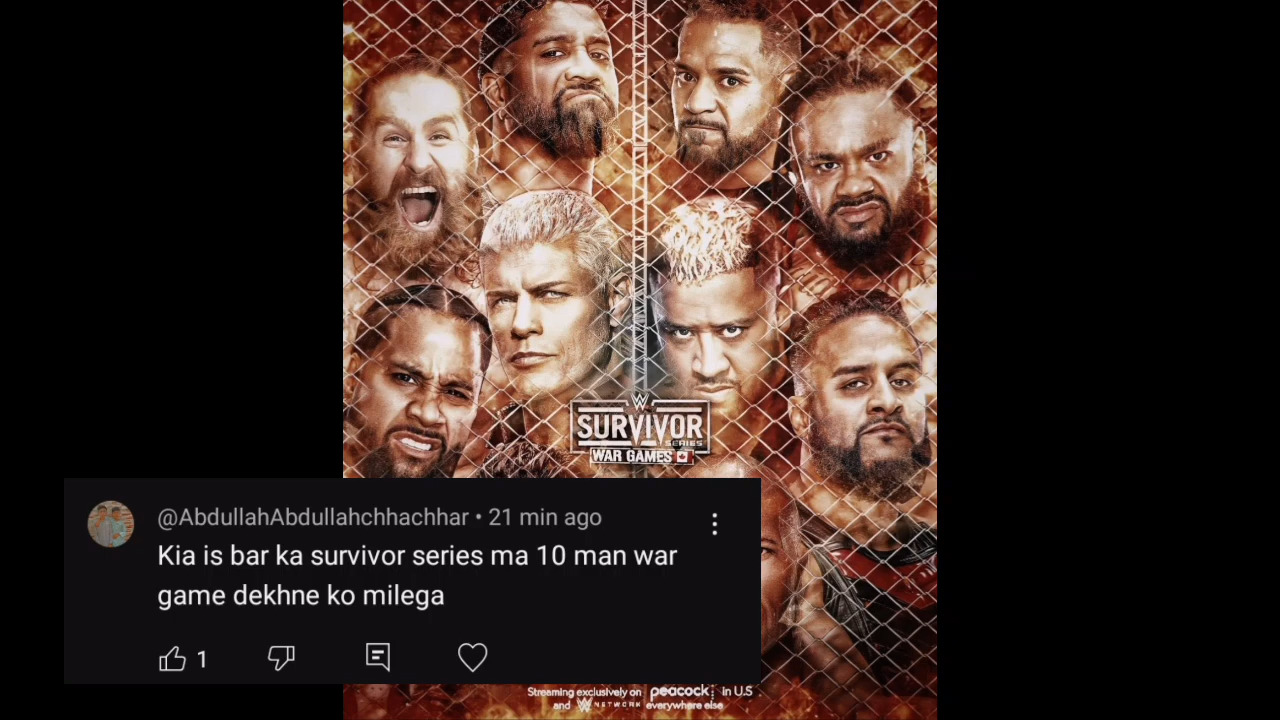 W
SURVIVOR
SERIES
WAR GAMES
@AbdullahAbdullahchhachhar • 21 min ago
Kia is bar ka survivor series ma 10 man war
game dekhne ko milega
1
Streaming exclusively on peacock in U.S
and W NETWORK everywhere else